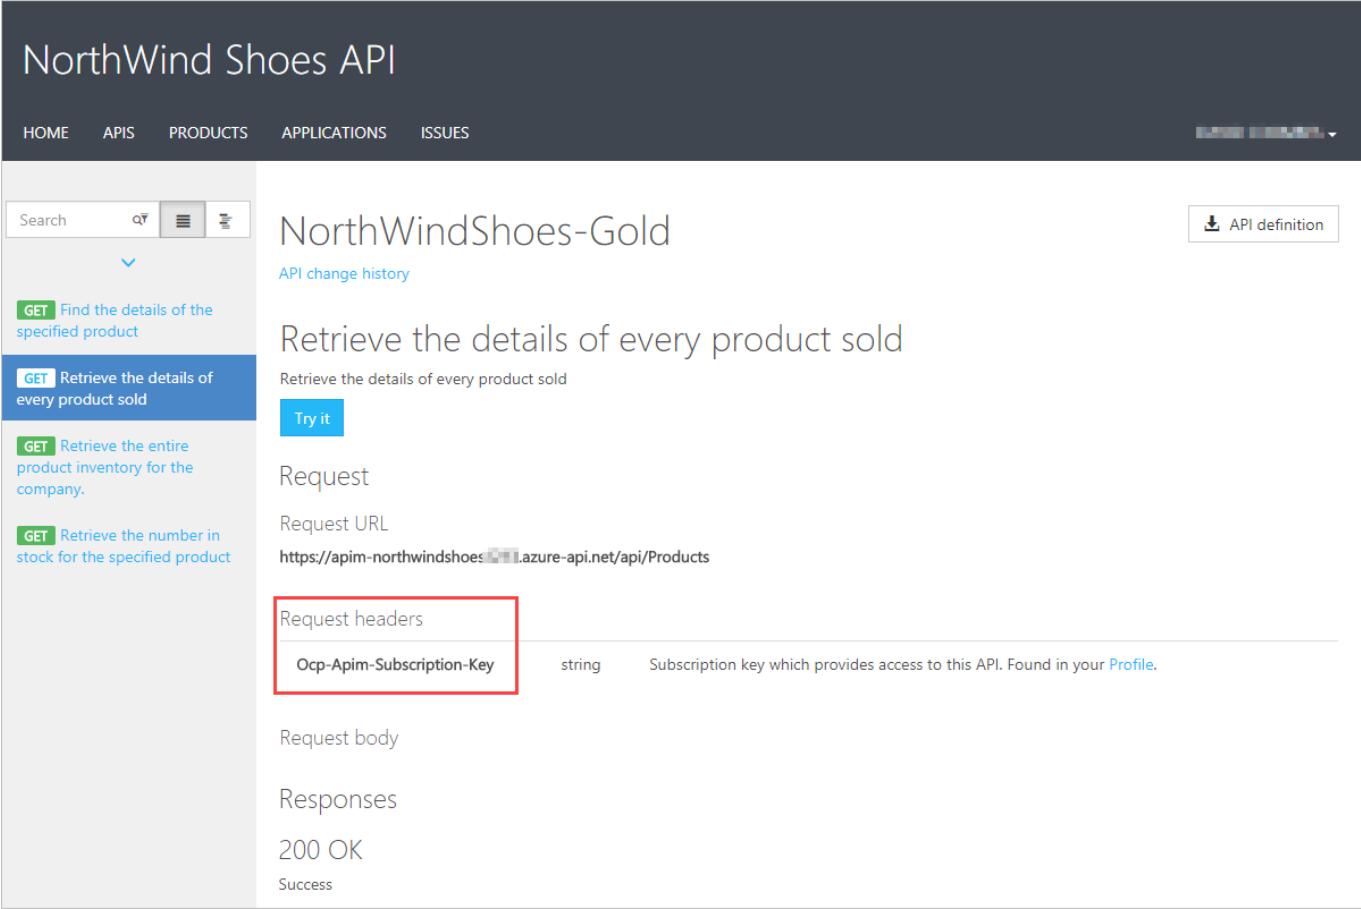 NorthWind Shoes API
HOME APIS PRODUCTS APPLICATIONS ISSUES
Search
GET Find the details of the
specified product
GET Retrieve the details of
every product sold
GET Retrieve the entire
product inventory for the
company.
GET Retrieve the number in
stock for the specified product
NorthWindShoes-Gold
API definition
API change history
Retrieve the details of every product sold
Retrieve the details of every product sold
Try it
Request
Request URL
https://apim-northwindshoes .azure-api.net/api/Products
Request headers
Ocp-Apim-Subscription-Key string Subscription key which provides access to this API. Found in your Profile.
Request body
Responses
200 OK
Success